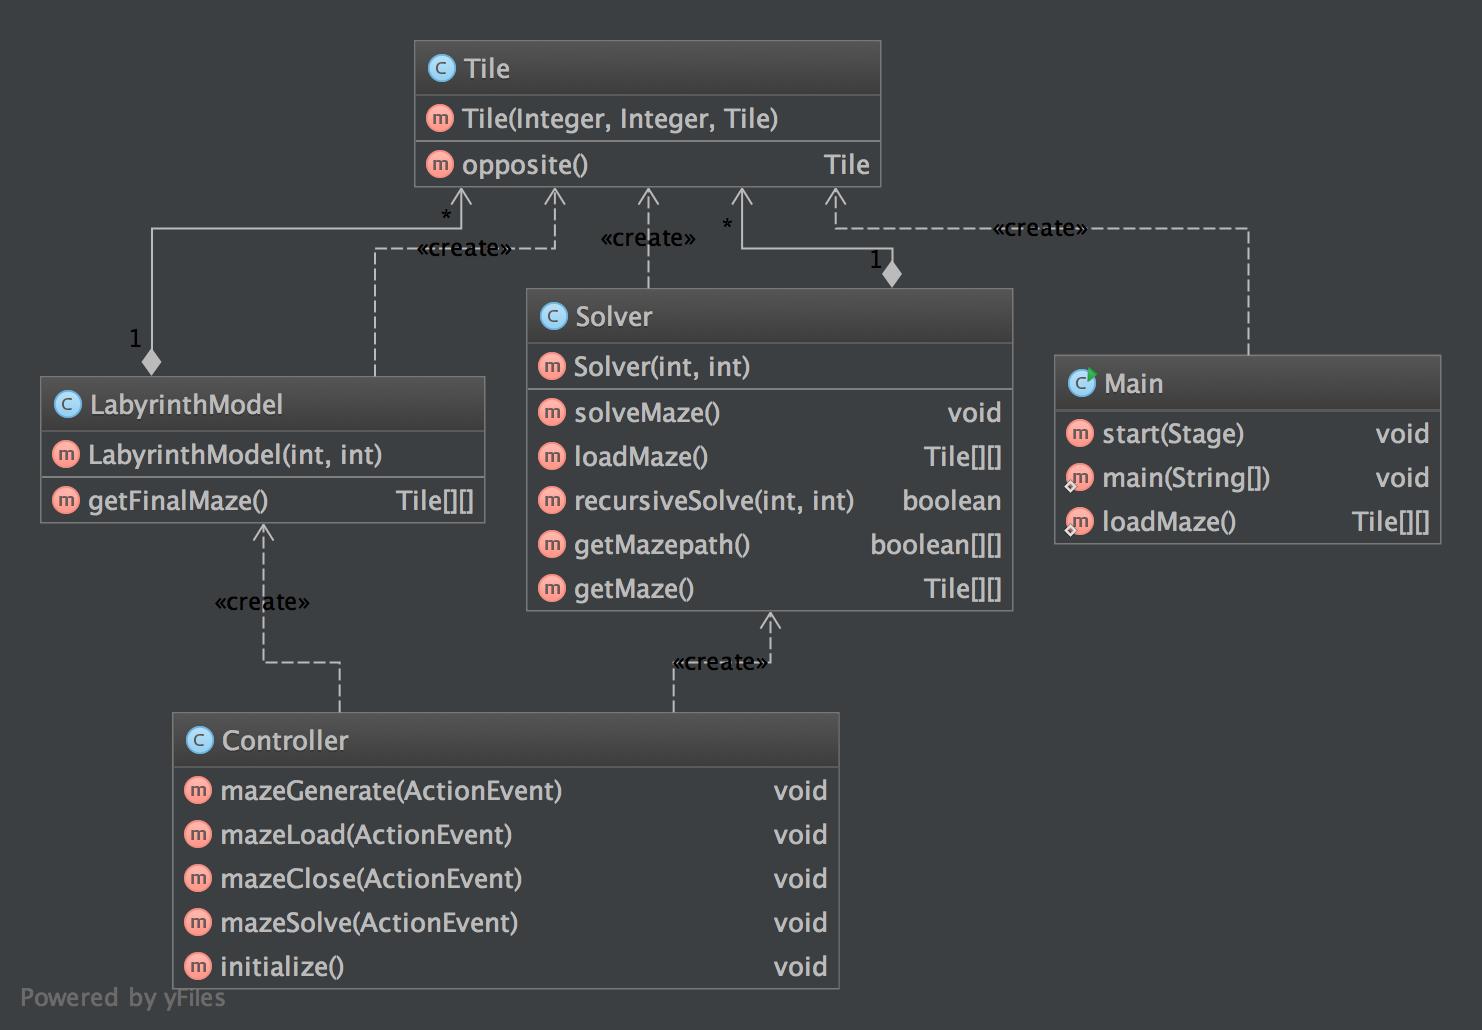 Tile
Tile(Integer, Integer, Tile)
opposite() Tile
*
«create»
«create»
*
1
«create»
1
LabyrinthModel
LabyrinthModel(int, int)
getFinalMaze() Tile[][]
Solver
Solver(int, int)
solveMaze() void
loadMaze() Tile[][]
recursiveSolve(int, int) boolean
getMazepath() boolean[][]
getMaze() Tile[][]
Main
start(Stage) void
main(String[]) void
loadMaze() Tile[][]
«create»
«create»
Controller
mazeGenerate(ActionEvent) void
mazeLoad(ActionEvent) void
mazeClose(ActionEvent) void
mazeSolve(ActionEvent) void
initialize() void
Powered by yFiles